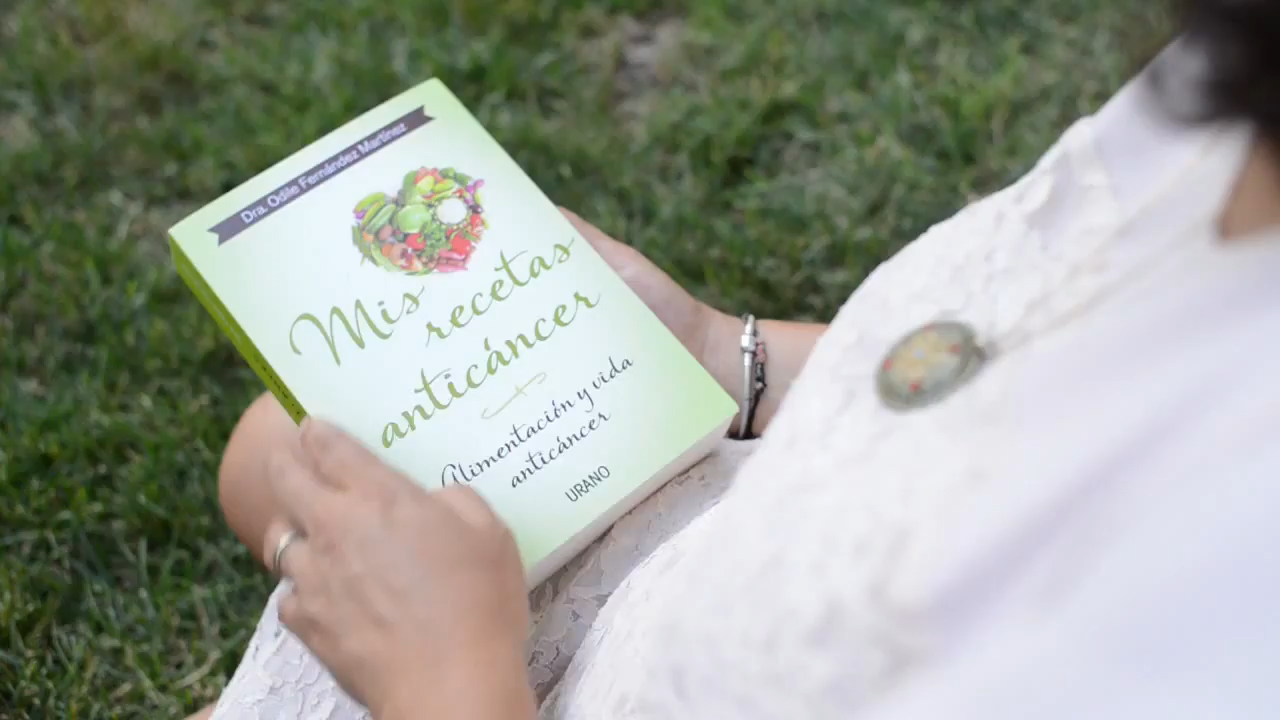 Dra. Odile Fernández Martínez
Mis
recetas
anticáncer
Alimentación y vida
anticáncer
URANO